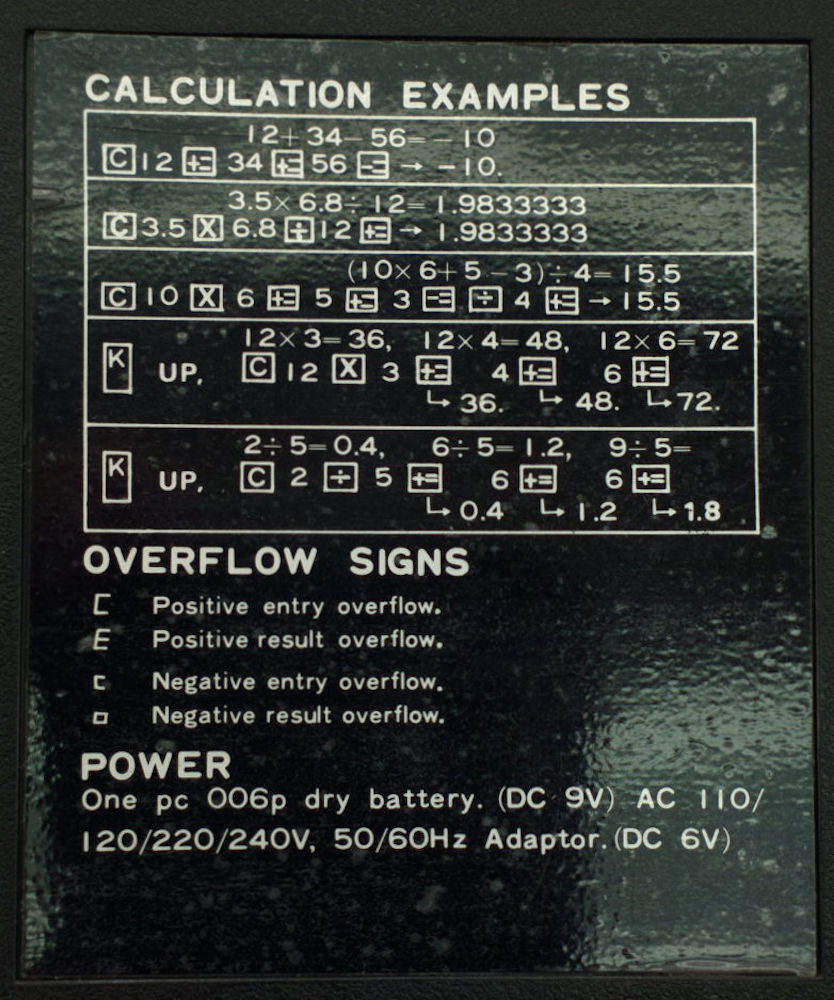 CALCULATION EXAMPLES
12+34-56=-10
C 12 += 34 += 56 -= → -10.
3.5×6.8÷12=1.9833333
C 3.5 X 6.8 ÷ 12 += → 1.9833333
(10×6+5-3)÷4=15.5
C 10 X 6 += 5 += 3 -= ÷ 4 += → 15.5
12×3=36, 12×4=48, 12×6=72
K UP, C 12 X 3 += 4 += 6 +=
↳ 36. ↳ 48. ↳ 72.
2÷5=0.4, 6÷5=1.2, 9÷5=
K UP, C 2 ÷ 5 += 6 += 6 +=
↳ 0.4 ↳ 1.2 ↳ 1.8
OVERFLOW SIGNS
C Positive entry overflow.
E Positive result overflow.
c Negative entry overflow.
o Negative result overflow.
POWER
One pc 006p dry battery. (DC 9V) AC 110/
120/220/240V, 50/60Hz Adaptor. (DC 6V)